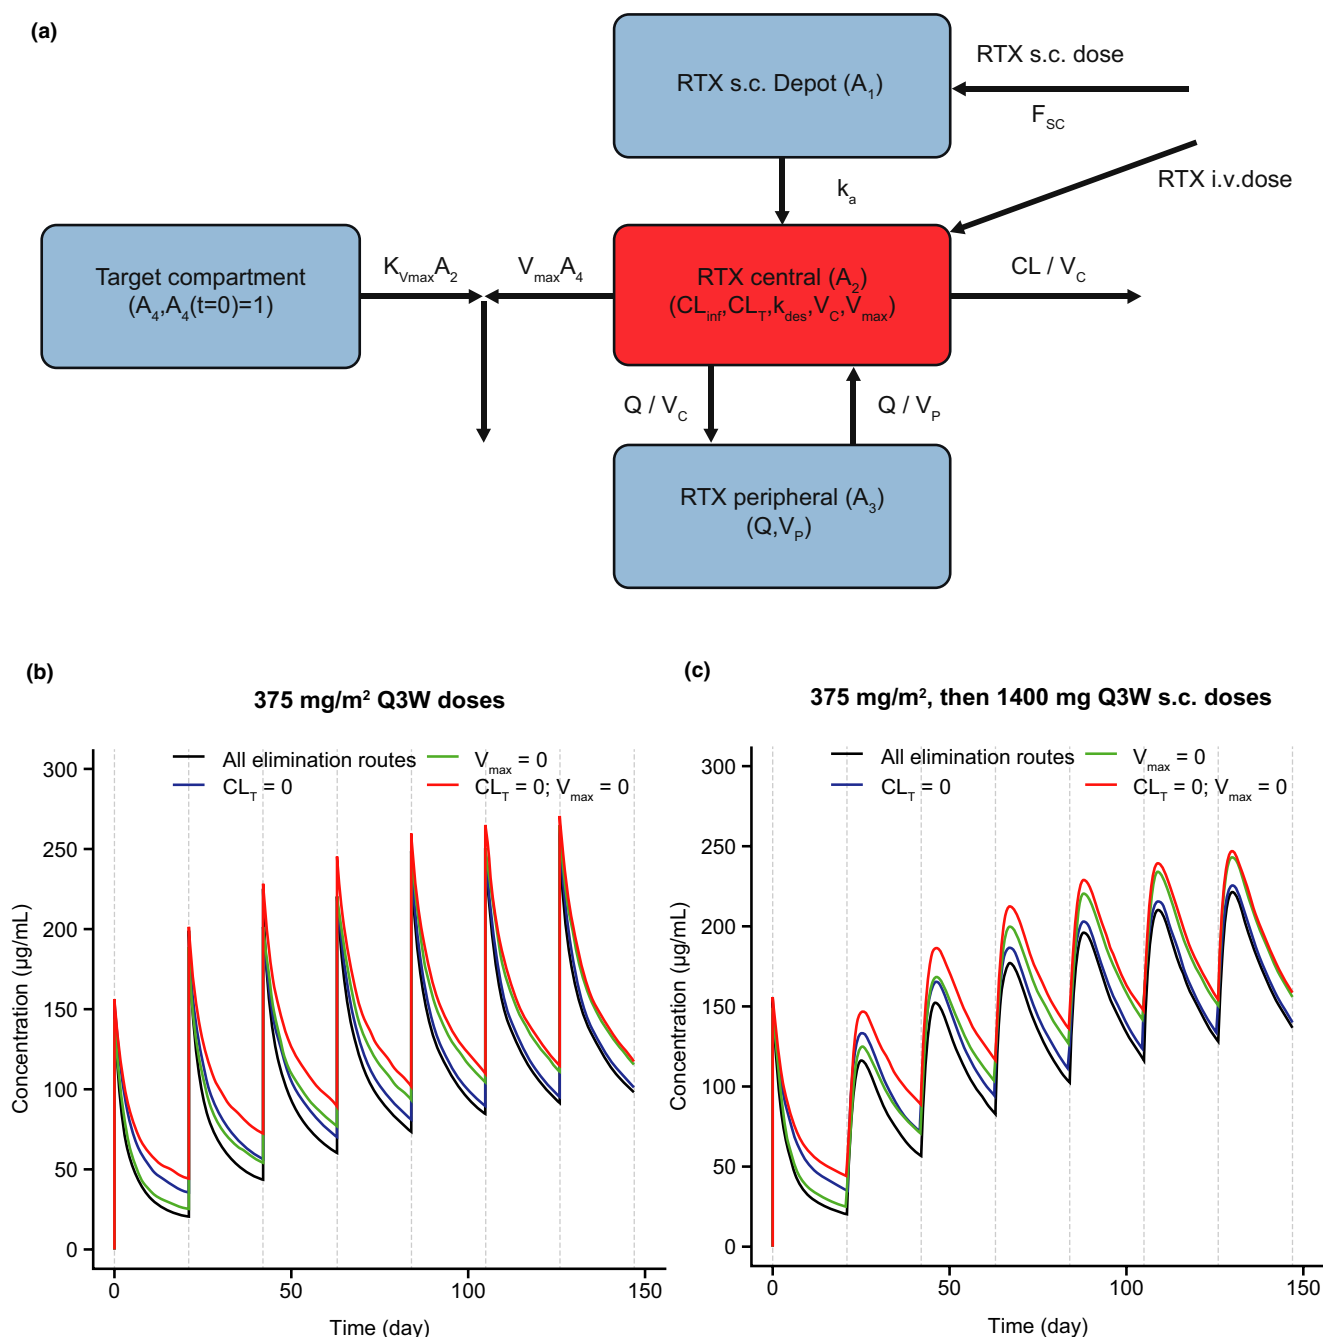 (a)
RTX s.c. Depot (A1)
RTX s.c. dose
FSC
RTX i.v.dose
ka
Target compartment
(A4,A4(t=0)=1)
KVmaxA2
VmaxA4
RTX central (A2)
(CLinf,CLT,kdes,VC,Vmax)
CL / VC
Q / VC
Q / VP
RTX peripheral (A3)
(Q,VP)
(b)
375 mg/m² Q3W doses
All elimination routes
Vmax = 0
CLT = 0
CLT = 0; Vmax = 0
300
250
200
150
100
50
0
Concentration (µg/mL)
0
50
100
150
Time (day)
(c)
375 mg/m², then 1400 mg Q3W s.c. doses
All elimination routes
Vmax = 0
CLT = 0
CLT = 0; Vmax = 0
300
250
200
150
100
50
0
Concentration (µg/mL)
0
50
100
150
Time (day)